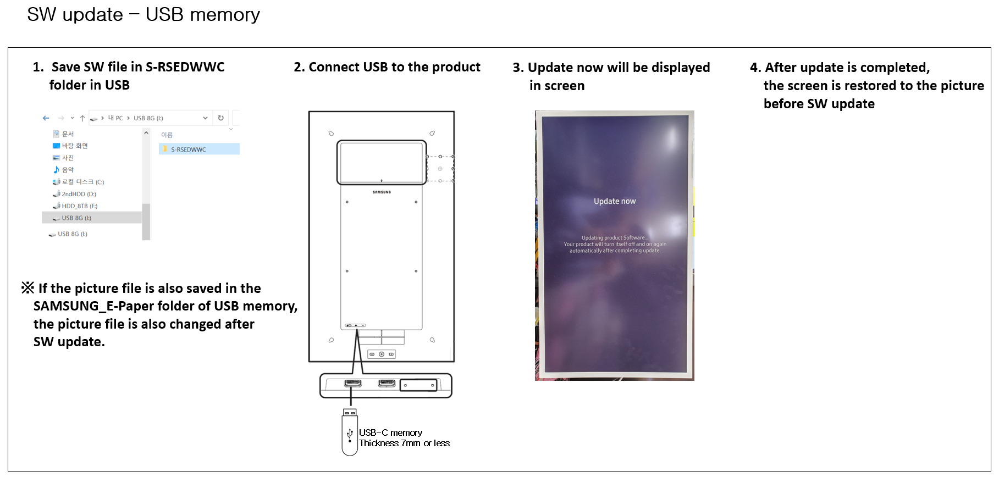 SW update – USB memory
1. Save SW file in S-RSEDWWC
folder in USB
내 PC > USB 8G (I:)
문서
바탕 화면
사진
음악
로컬 디스크 (C:)
2ndHDD (D:)
HDD_8TB (F:)
USB 8G (I:)
USB 8G (I:)
이름
S-RSEDWWC
※ If the picture file is also saved in the
SAMSUNG_E-Paper folder of USB memory,
the picture file is also changed after
SW update.
2. Connect USB to the product
SAMSUNG
USB-C memory
Thickness 7mm or less
3. Update now will be displayed
in screen
Update now
Updating product Software...
Your product will turn itself off and on again
automatically after completing update.
4. After update is completed,
the screen is restored to the picture
before SW update